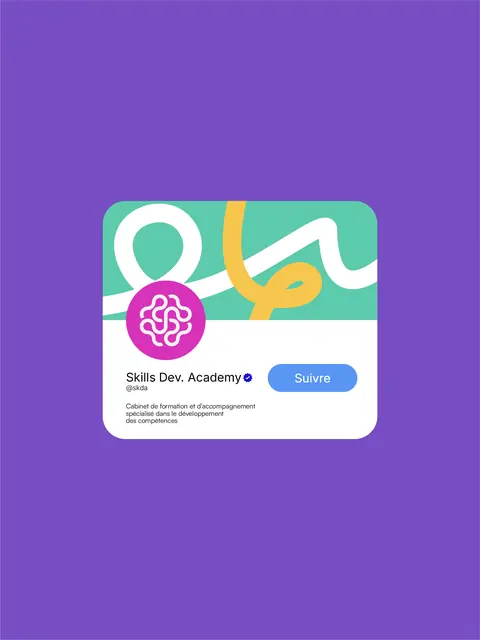 Skills Dev. Academy
@skda
Suivre
Cabinet de formation et d'accompagnement
spécialisé dans le développement
des compétences